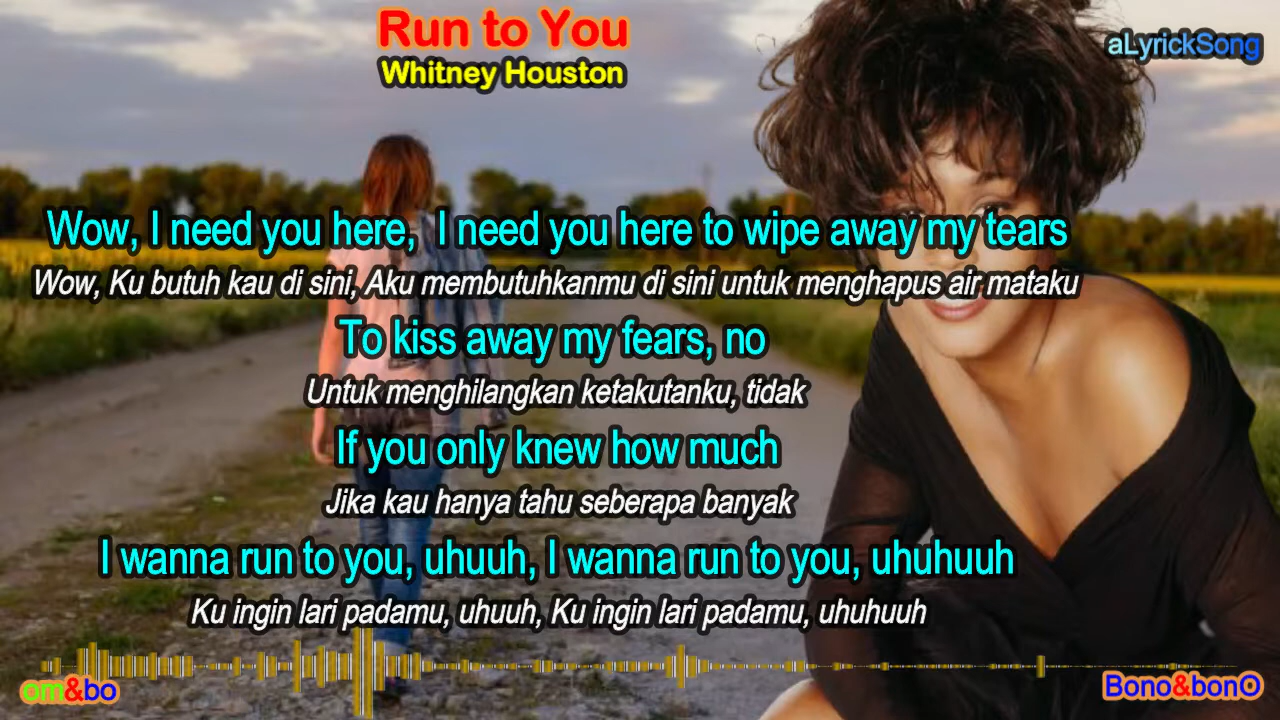 Run to You
Whitney Houston
aLyrickSong
Wow, I need you here, I need you here to wipe away my tears
Wow, Ku butuh kau di sini, Aku membutuhkanmu di sini untuk menghapus air mataku
To kiss away my fears, no
Untuk menghilangkan ketakutanku, tidak
If you only knew how much
Jika kau hanya tahu seberapa banyak
I wanna run to you, uhuuh, I wanna run to you, uhuhuuh
Ku ingin lari padamu, uhuuh, Ku ingin lari padamu, uhuhuuh
om&bo
Bono&bonʘ